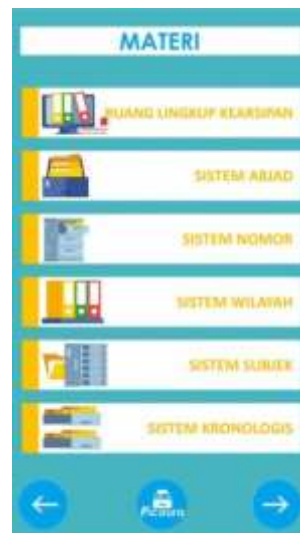 MATERI
RUANG LINGKUP KEARSIPAN
SISTEM ABJAD
SISTEM NOMOR
SISTEM WILAYAH
SISTEM SUBJEK
SISTEM KRONOLOGIS